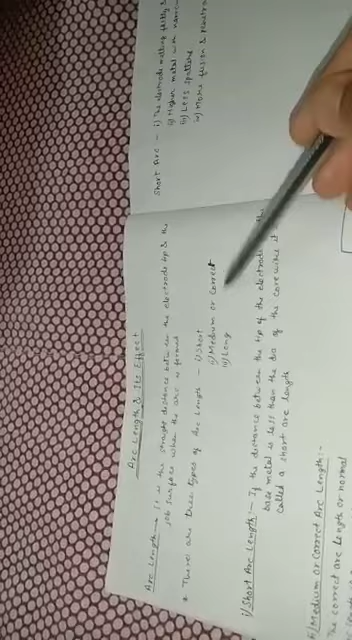 Arc Length & Its Effect
Arc Length - It is the straight distance between the electrode tip & the
job surface when the arc is formed
* There are three types of Arc Length - i) Short
ii) Medium or correct
iii) Long
i) Short Arc Length:- If the distance between the tip of the electrode
base metal is less than the dia of the core wire it
called a short arc length
ii) Medium or Correct Arc Length:-
The correct arc length or normal
Short Arc - i) The electrode melting
ii) Higher metal with narrow
iii) Less spatters
iv) More fusion & penetra